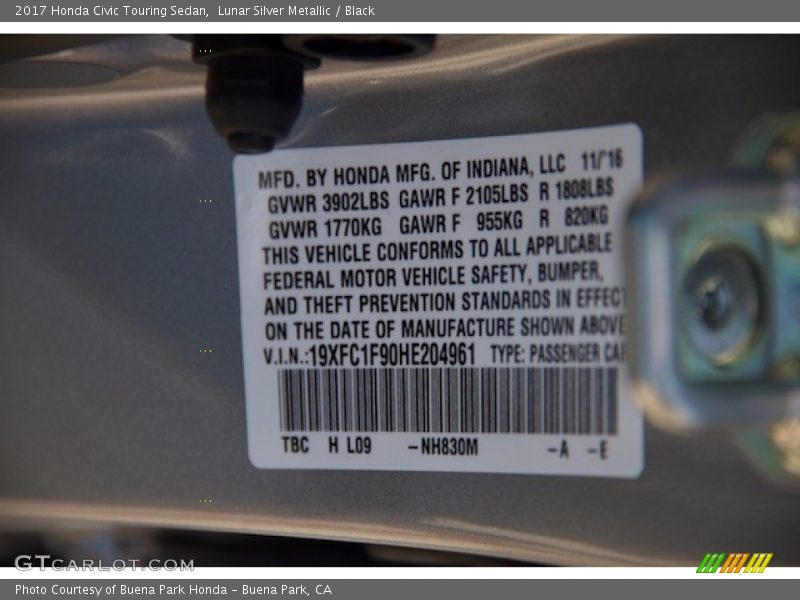 2017 Honda Civic Touring Sedan,  Lunar Silver Metallic / Black
MFD. BY HONDA MFG. OF INDIANA, LLC 11/'16
GVWR 3902LBS GAWR F 2105LBS R 1808LBS
GVWR 1770KG GAWR F 955KG R 820KG
THIS VEHICLE CONFORMS TO ALL APPLICABLE
FEDERAL MOTOR VEHICLE SAFETY, BUMPER,
AND THEFT PREVENTION STANDARDS IN EFFECT
ON THE DATE OF MANUFACTURE SHOWN ABOVE
V.I.N.:19XFC1F90HE204961 TYPE: PASSENGER CAR
TBC H L09 -NH830M -A -E
GTCARLOT.COM
Photo Courtesy of Buena Park Honda - Buena Park, CA